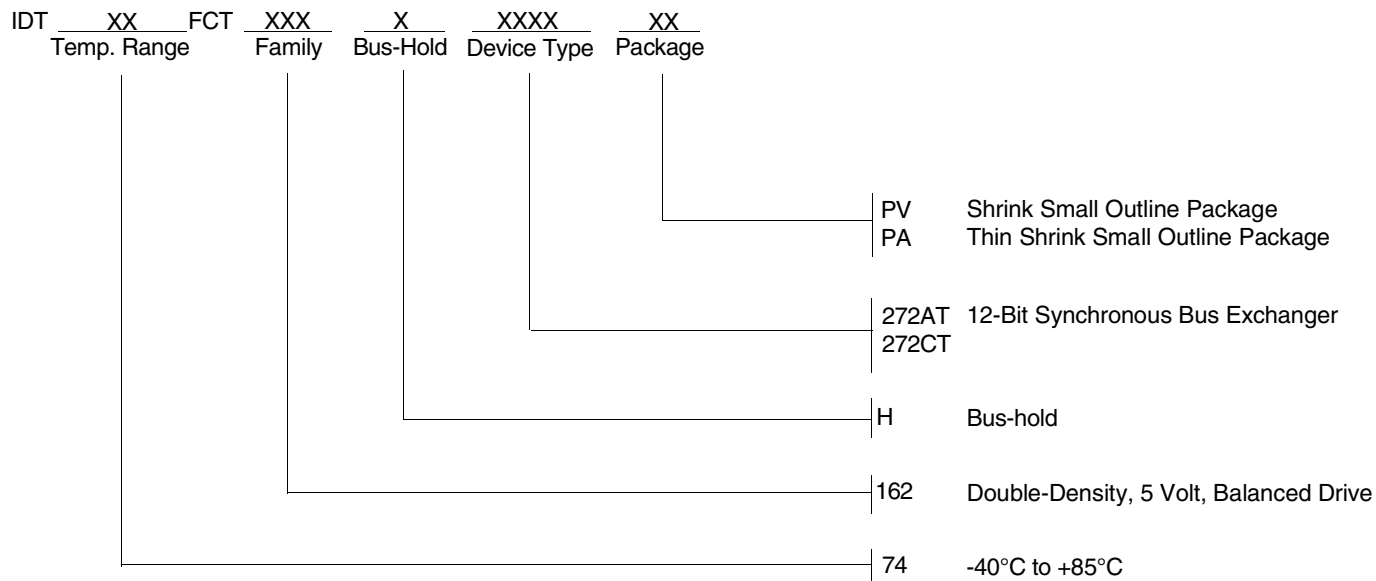 IDT XX FCT XXX X XXXX XX
Temp. Range Family Bus-Hold Device Type Package
PV Shrink Small Outline Package
PA Thin Shrink Small Outline Package
272AT 12-Bit Synchronous Bus Exchanger
272CT
H Bus-hold
162 Double-Density, 5 Volt, Balanced Drive
74 -40°C to +85°C